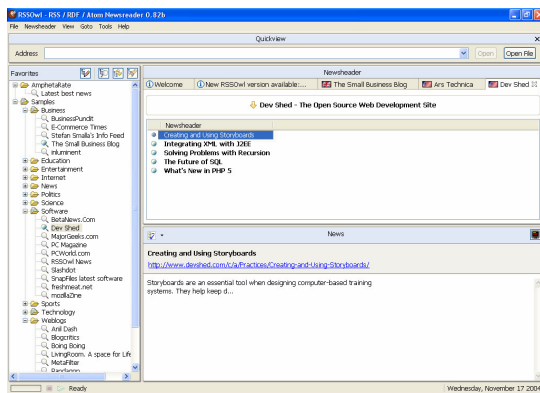 RSSOwl - RSS / RDF / Atom Newsreader 0.82b
File Newsheader View Goto Tools Help
Quickview
Address
Open
Open File
Favorites
AmphetaRate
Latest best news
Samples
Business
BusinessPundit
E-Commerce Times
Stefan Smalla's Info Feed
The Small Business Blog
inluminent
Education
Entertainment
Internet
News
Politics
Science
Software
BetaNews.Com
Dev Shed
MajorGeeks.com
PC Magazine
PCWorld.com
RSSOwl News
Slashdot
SnapFiles latest software
freshmeat.net
mozillaZine
Sports
Technology
Weblogs
Anil Dash
Blogcritics
Boing Boing
LivingRoom. A space for Life
MetaFilter
Newsheader
Welcome
New RSSOwl version available:...
The Small Business Blog
Ars Technica
Dev Shed
Dev Shed - The Open Source Web Development Site
Newsheader
Creating and Using Storyboards
Integrating XML with J2EE
Solving Problems with Recursion
The Future of SQL
What's New in PHP 5
News
Creating and Using Storyboards
http://www.devshed.com/c/a/Practices/Creating-and-Using-Storyboards/
Storyboards are an essential tool when designing computer-based training
systems. They help keep d...
Ready
Wednesday, November 17 2004